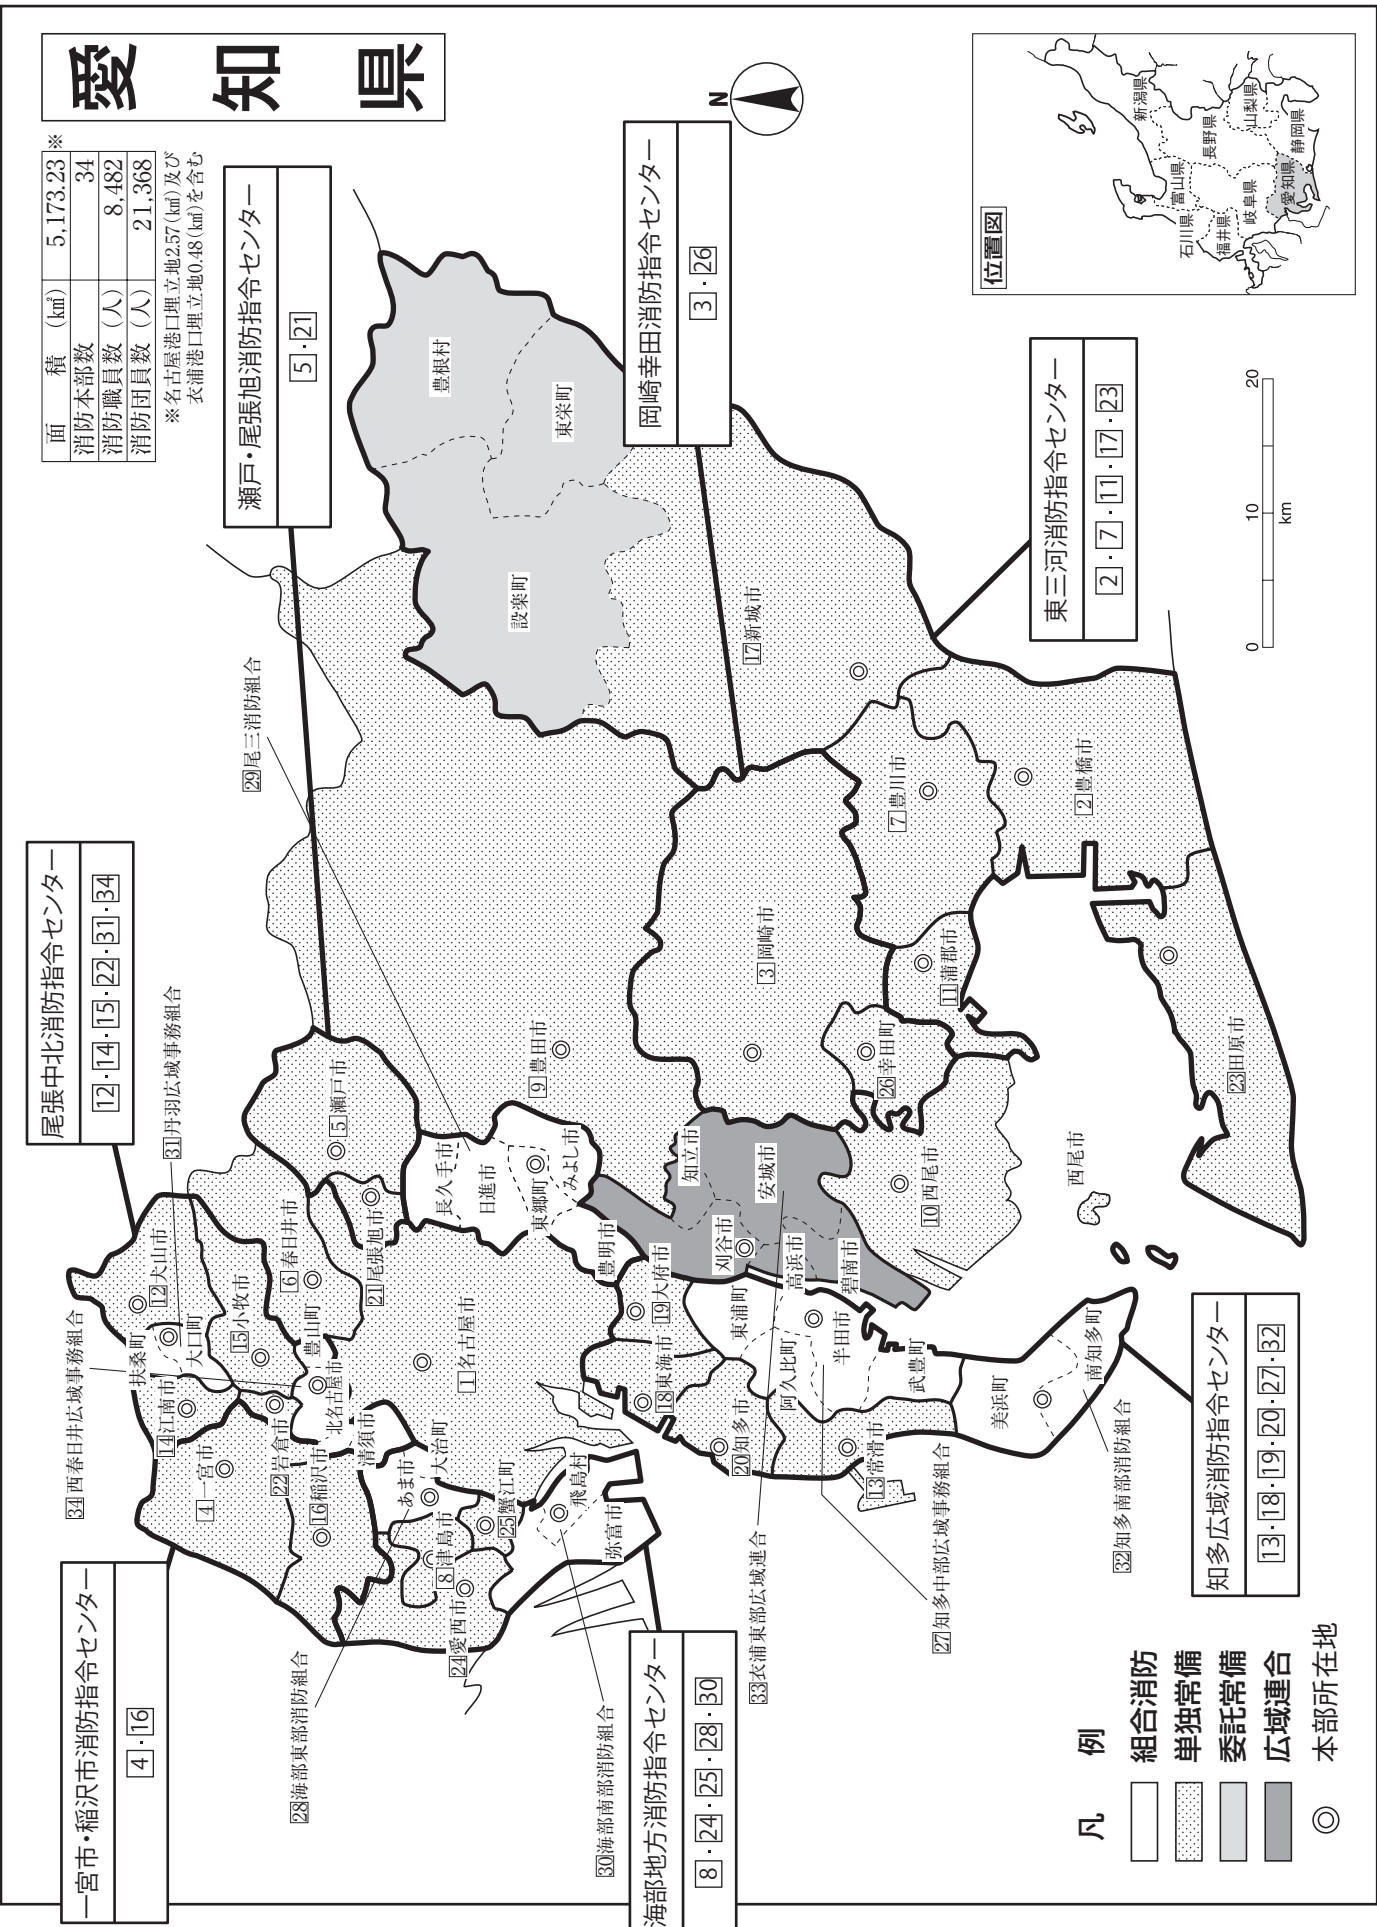 愛知県
面積 (㎢) 5,173.23 ※
消防本部数 34
消防職員数 (人) 8,482
消防団員数 (人) 21,368
※名古屋港口埋立地2.57(㎢)及び
衣浦港口埋立地0.48(㎢)を含む
一宮市・稲沢市消防指令センター
4・16
尾張中北消防指令センター
12・14・15・22・31・34
瀬戸・尾張旭消防指令センター
5・21
岡崎幸田消防指令センター
3・26
東三河消防指令センター
2・7・11・17・23
知多広域消防指令センター
13・18・19・20・27・32
海部地方消防指令センター
8・24・25・28・30
34西春日井広域事務組合
31丹羽広域事務組合
29尾三消防組合
28海部東部消防組合
30海部南部消防組合
33衣浦東部広域連合
27知多中部広域事務組合
32知多南部消防組合
12犬山市
扶桑町
大口町
14江南市
15小牧市
6春日井市
豊山町
北名古屋市
清須市
22岩倉市
4一宮市
16稲沢市
あま市
大治町
8津島市
24愛西市
25蟹江町
飛島村
弥富市
1名古屋市
21尾張旭市
5瀬戸市
長久手市
日進市
東郷町
みよし市
豊明市
9豊田市
設楽町
豊根村
東栄町
17新城市
3岡崎市
26幸田町
7豊川市
11蒲郡市
2豊橋市
23田原市
10西尾市
西尾市
知立市
安城市
刈谷市
高浜市
碧南市
19大府市
18東海市
東浦町
20知多市
阿久比町
半田市
13常滑市
武豊町
美浜町
南知多町
N
位置図
新潟県
富山県
石川県
福井県
長野県
岐阜県
山梨県
静岡県
愛知県
0 10 20
km
凡例
組合消防
単独常備
委託常備
広域連合
本部所在地